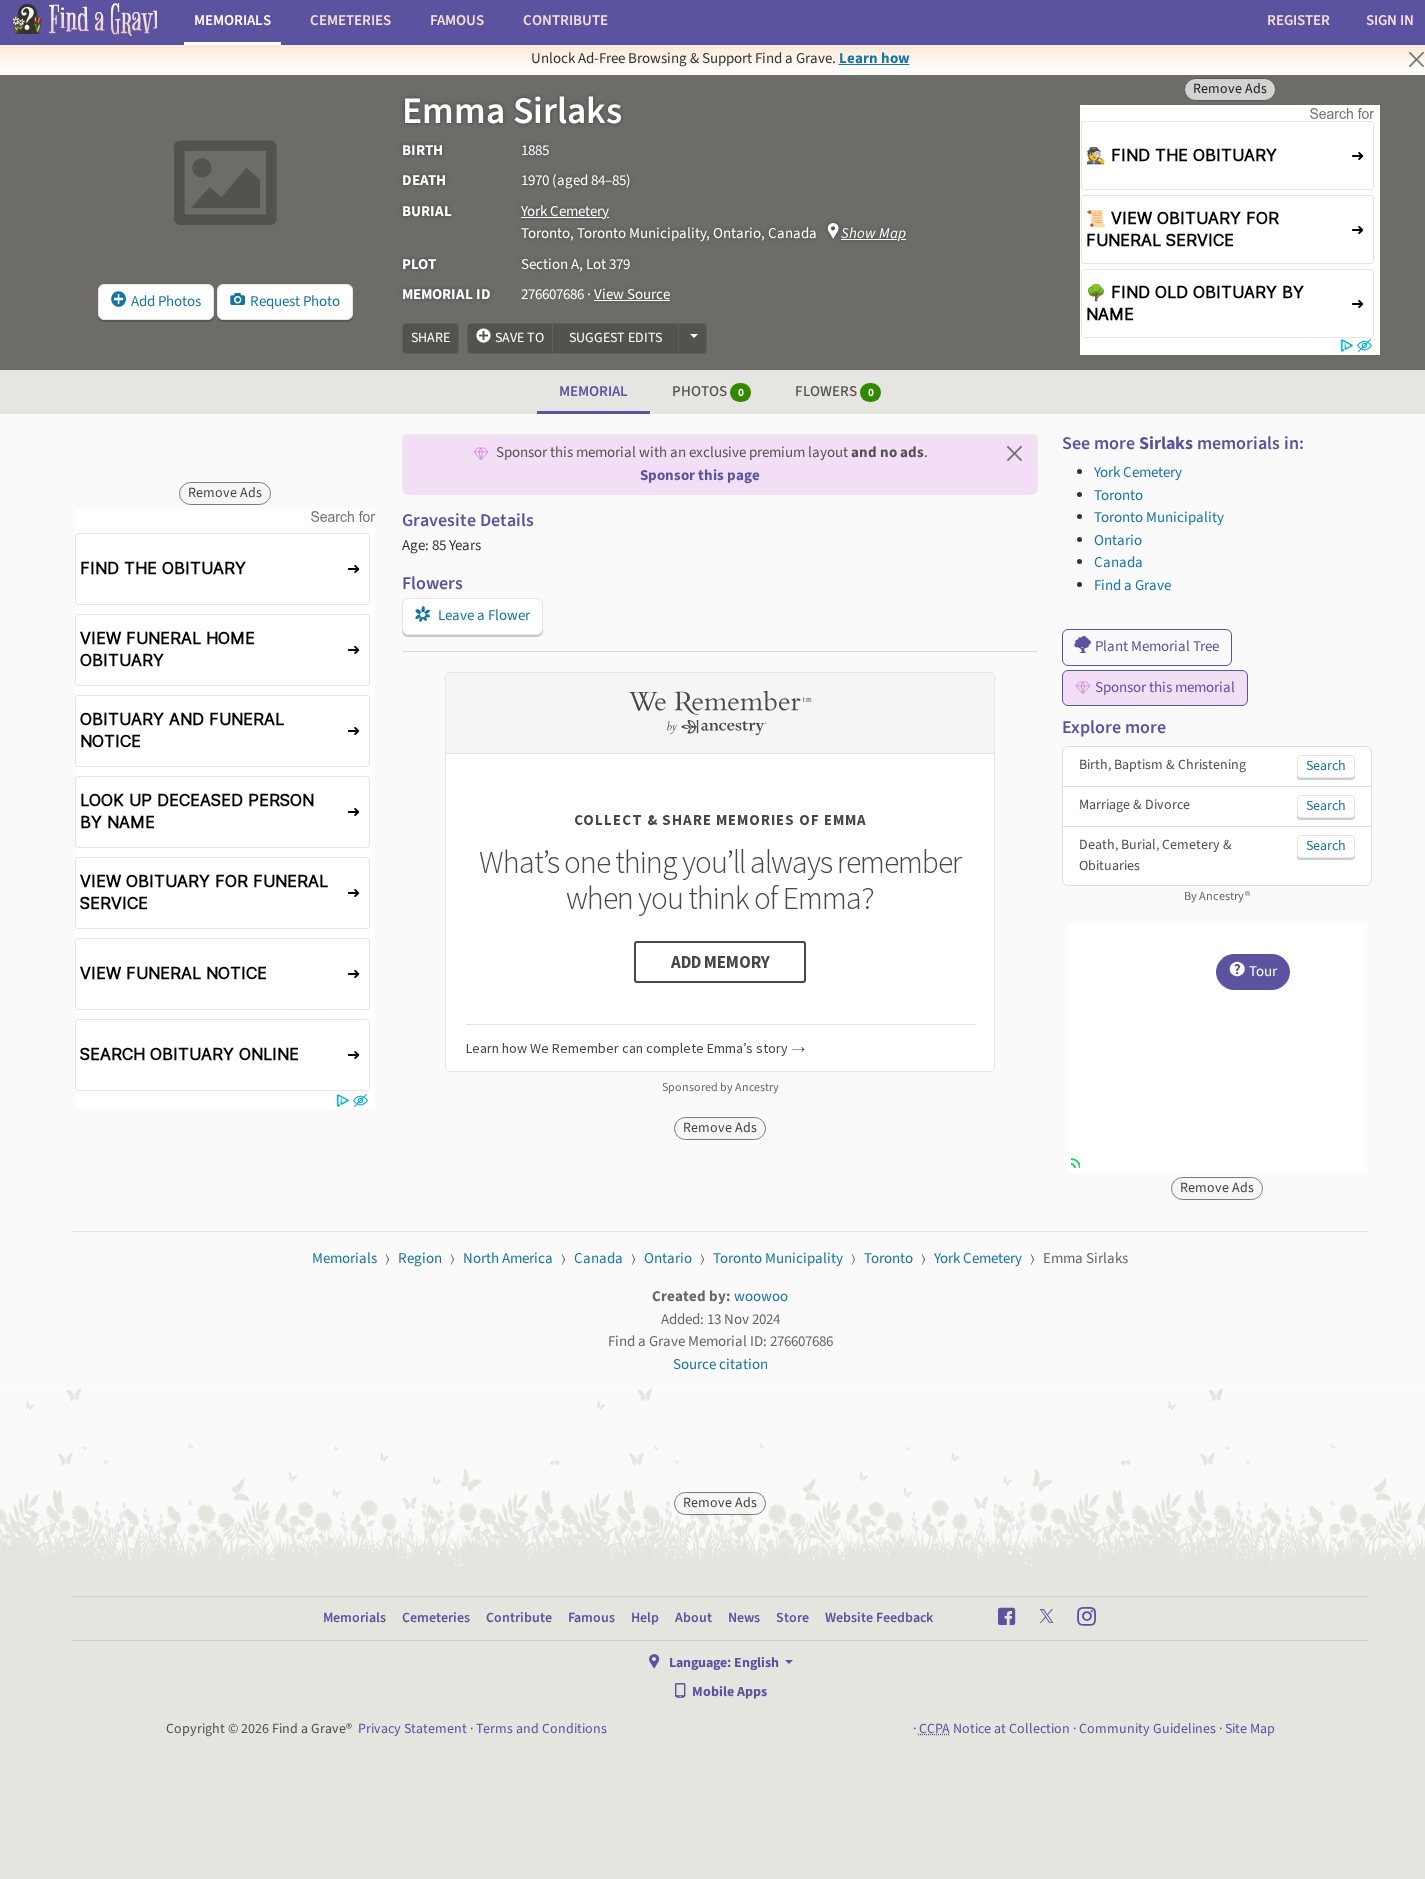 Find a Grave
MEMORIALS
CEMETERIES
FAMOUS
CONTRIBUTE
REGISTER
SIGN IN
Unlock Ad-Free Browsing & Support Find a Grave. Learn how
Emma Sirlaks
BIRTH 1885
DEATH 1970 (aged 84–85)
BURIAL York Cemetery
Toronto, Toronto Municipality, Ontario, Canada Show Map
PLOT Section A, Lot 379
MEMORIAL ID 276607686 · View Source
Add Photos
Request Photo
SHARE
SAVE TO
SUGGEST EDITS
Remove Ads
Search for
FIND THE OBITUARY
VIEW OBITUARY FOR
FUNERAL SERVICE
FIND OLD OBITUARY BY
NAME
MEMORIAL
PHOTOS 0
FLOWERS 0
Remove Ads
Search for
FIND THE OBITUARY
VIEW FUNERAL HOME
OBITUARY
OBITUARY AND FUNERAL
NOTICE
LOOK UP DECEASED PERSON
BY NAME
VIEW OBITUARY FOR FUNERAL
SERVICE
VIEW FUNERAL NOTICE
SEARCH OBITUARY ONLINE
Sponsor this memorial with an exclusive premium layout and no ads.
Sponsor this page
Gravesite Details
Age: 85 Years
Flowers
Leave a Flower
We Remember™
by ancestry
COLLECT & SHARE MEMORIES OF EMMA
What’s one thing you’ll always remember
when you think of Emma?
ADD MEMORY
Learn how We Remember can complete Emma’s story →
Sponsored by Ancestry
Remove Ads
See more Sirlaks memorials in:
York Cemetery
Toronto
Toronto Municipality
Ontario
Canada
Find a Grave
Plant Memorial Tree
Sponsor this memorial
Explore more
Birth, Baptism & Christening Search
Marriage & Divorce Search
Death, Burial, Cemetery & Search
Obituaries
By Ancestry®
Tour
Remove Ads
Memorials › Region › North America › Canada › Ontario › Toronto Municipality › Toronto › York Cemetery › Emma Sirlaks
Created by: woowoo
Added: 13 Nov 2024
Find a Grave Memorial ID: 276607686
Source citation
Remove Ads
Memorials
Cemeteries
Contribute
Famous
Help
About
News
Store
Website Feedback
Language: English
Mobile Apps
Copyright © 2026 Find a Grave® Privacy Statement · Terms and Conditions
· CCPA Notice at Collection · Community Guidelines · Site Map